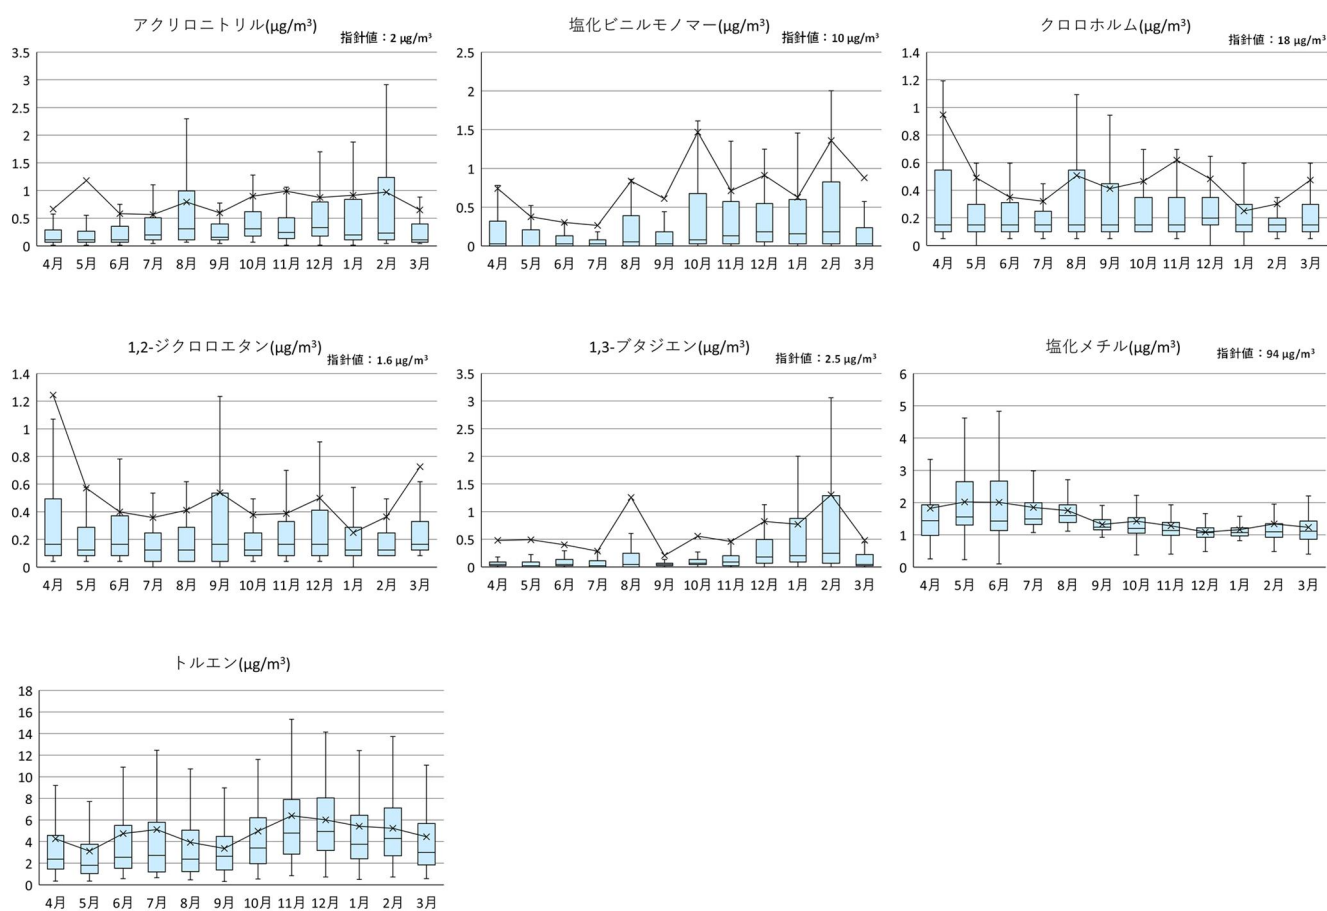 アクリロニトリル(μg/m³)
指針値：2 μg/m³
3.5
3
2.5
2
1.5
1
0.5
0
4月 5月 6月 7月 8月 9月 10月 11月 12月 1月 2月 3月
塩化ビニルモノマー(μg/m³)
指針値：10 μg/m³
2.5
2
1.5
1
0.5
0
4月 5月 6月 7月 8月 9月 10月 11月 12月 1月 2月 3月
クロロホルム(μg/m³)
指針値：18 μg/m³
1.4
1.2
1
0.8
0.6
0.4
0.2
0
4月 5月 6月 7月 8月 9月 10月 11月 12月 1月 2月 3月
1,2-ジクロロエタン(μg/m³)
指針値：1.6 μg/m³
1.4
1.2
1
0.8
0.6
0.4
0.2
0
4月 5月 6月 7月 8月 9月 10月 11月 12月 1月 2月 3月
1,3-ブタジエン(μg/m³)
指針値：2.5 μg/m³
3.5
3
2.5
2
1.5
1
0.5
0
4月 5月 6月 7月 8月 9月 10月 11月 12月 1月 2月 3月
塩化メチル(μg/m³)
指針値：94 μg/m³
6
5
4
3
2
1
0
4月 5月 6月 7月 8月 9月 10月 11月 12月 1月 2月 3月
トルエン(μg/m³)
18
16
14
12
10
8
6
4
2
0
4月 5月 6月 7月 8月 9月 10月 11月 12月 1月 2月 3月